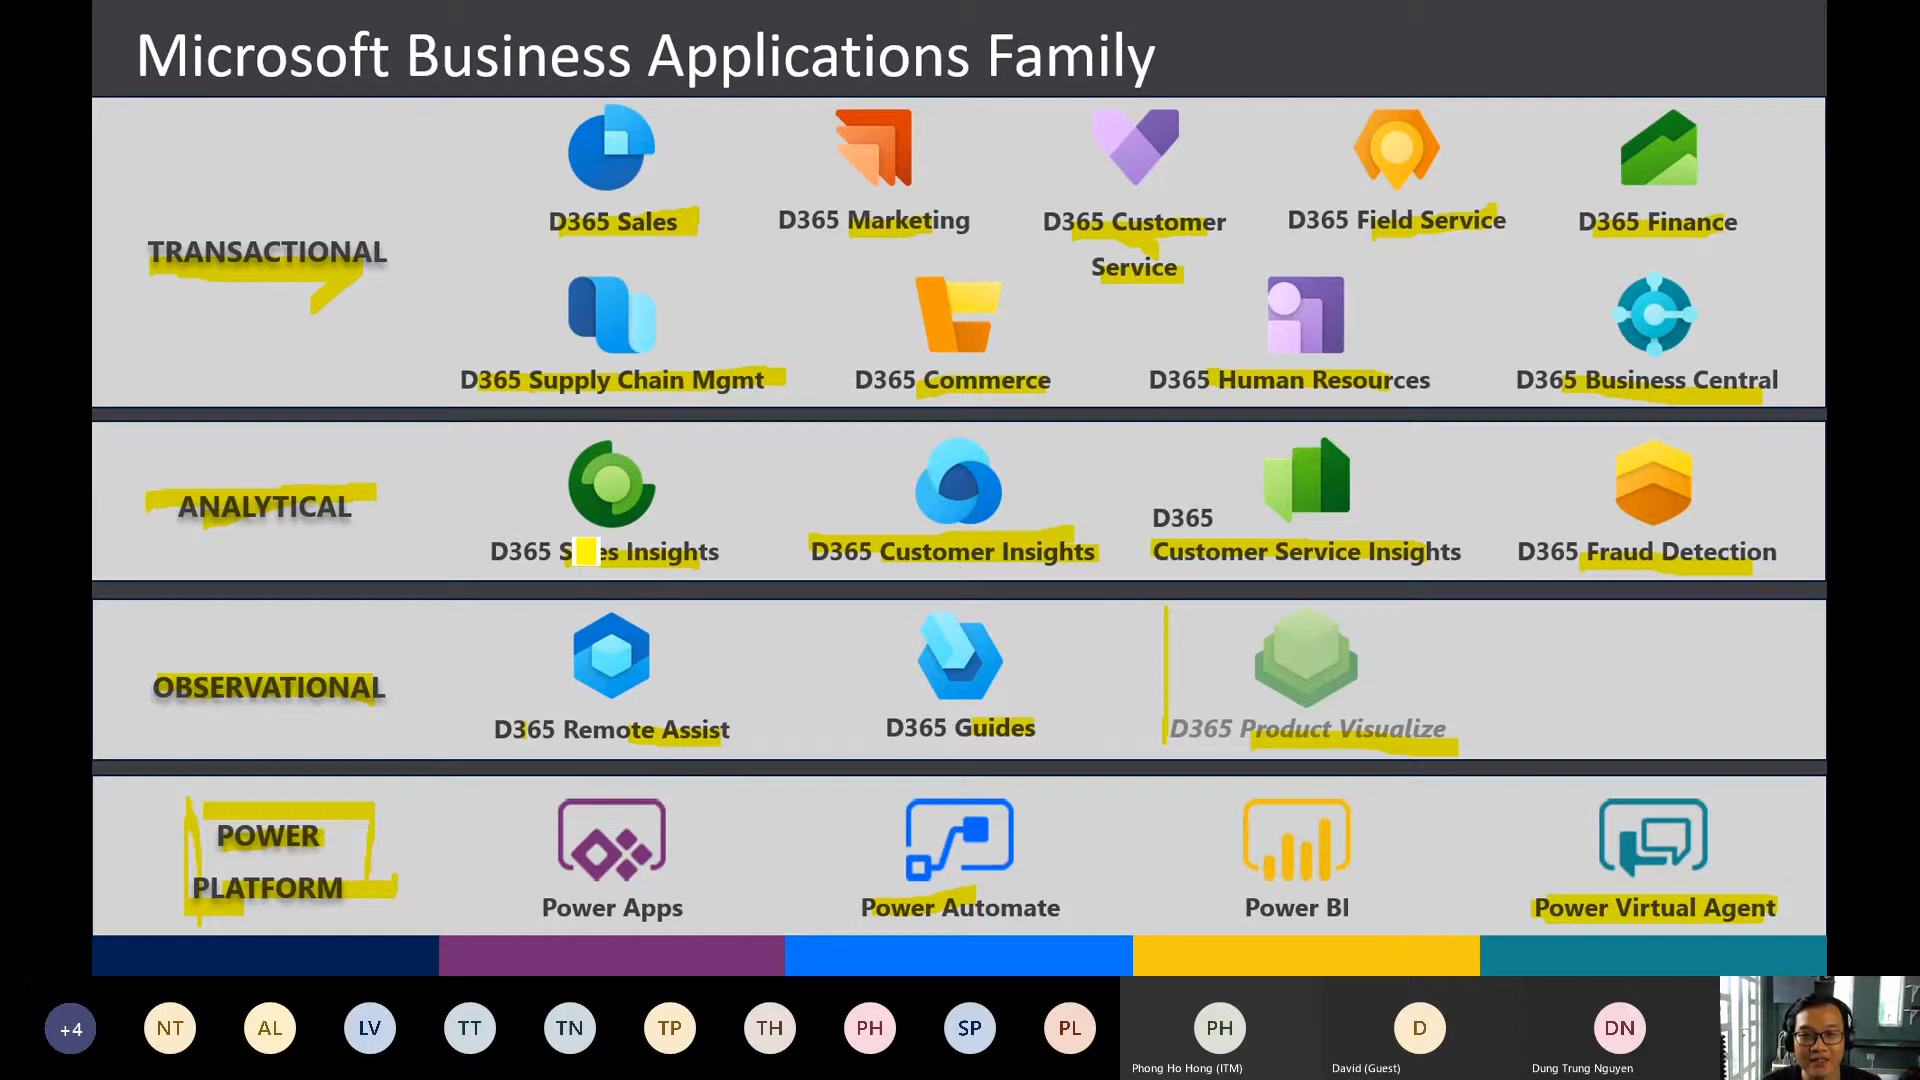 Microsoft Business Applications Family
TRANSACTIONAL
D365 Sales
D365 Marketing
D365 Customer
Service
D365 Field Service
D365 Finance
D365 Supply Chain Mgmt
D365 Commerce
D365 Human Resources
D365 Business Central
ANALYTICAL
D365 S es Insights
D365 Customer Insights
D365
Customer Service Insights
D365 Fraud Detection
OBSERVATIONAL
D365 Remote Assist
D365 Guides
D365 Product Visualize
POWER
PLATFORM
Power Apps
Power Automate
Power BI
Power Virtual Agent
+4
NT
AL
LV
TT
TN
TP
TH
PH
SP
PL
PH
D
DN
Phong Ho Hong (ITM)
David (Guest)
Dung Trung Nguyen